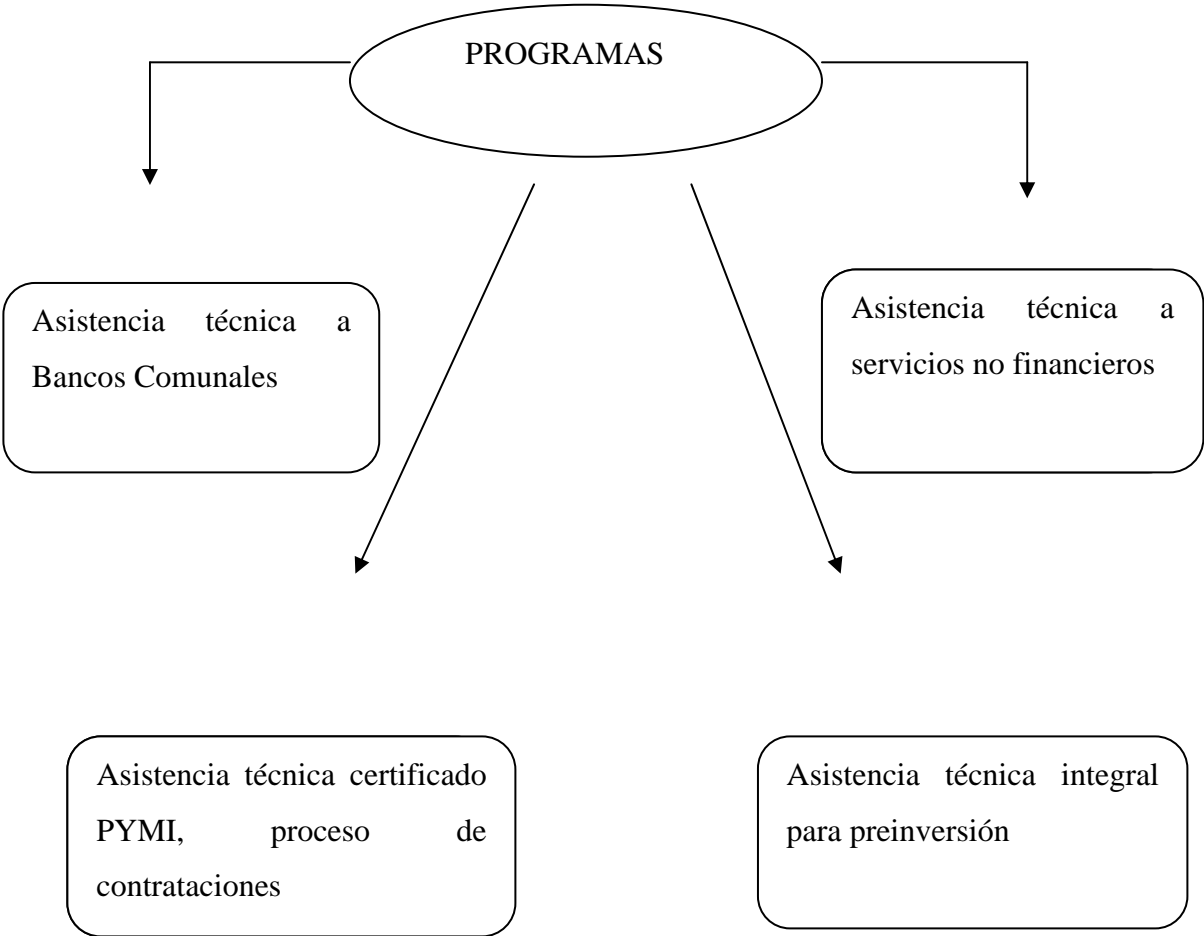 PROGRAMAS
Asistencia técnica a
Bancos Comunales
Asistencia técnica a
servicios no financieros
Asistencia técnica certificado
PYMI, proceso de
contrataciones
Asistencia técnica integral
para preinversión